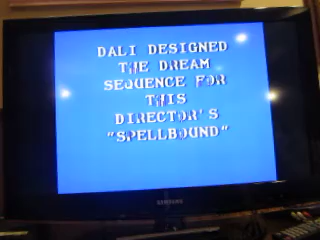 DALI DESIGNED
THE DREAM
SEQUENCE FOR
THIS
DIRECTOR'S
"SPELLBOUND"
SAMSUNG